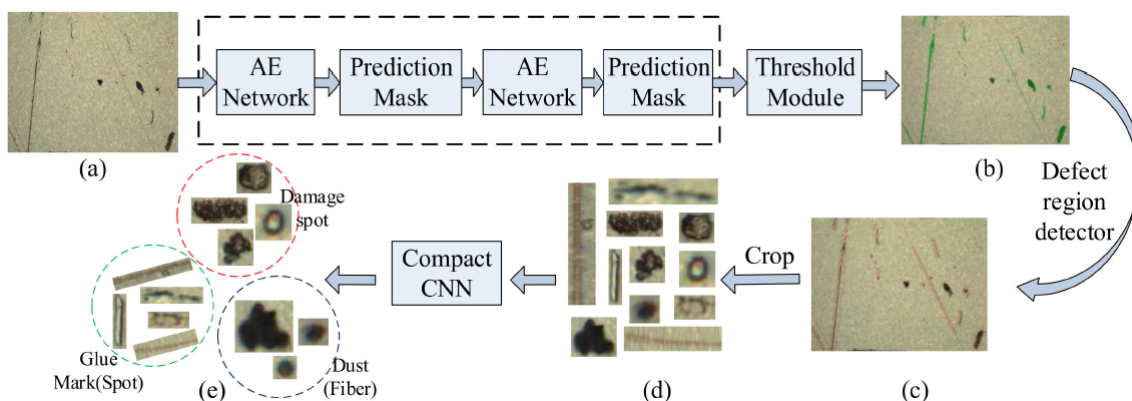 AE
Network
Prediction
Mask
AE
Network
Prediction
Mask
Threshold
Module
(a)
(b)
Defect
region
detector
(c)
Crop
(d)
Compact
CNN
Damage
spot
Glue
Mark(Spot)
Dust
(Fiber)
(e)